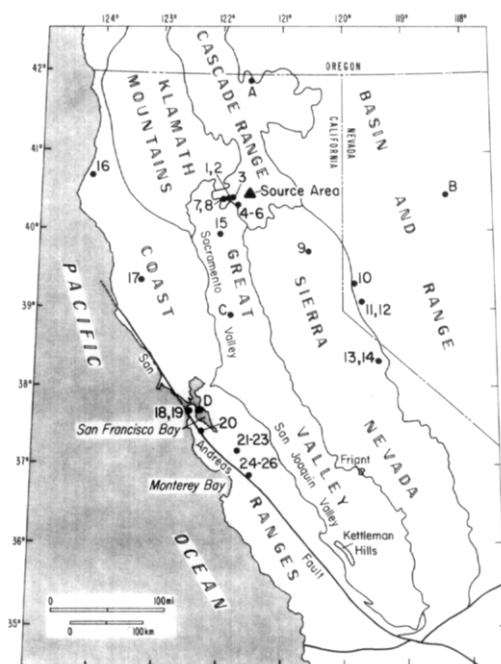 124° 123° 122° 121° 120° 119° 118°
42°
41°
40°
39°
38°
37°
36°
35°
OREGON
CALIFORNIA
NEVADA
KLAMATH
MOUNTAINS
CASCADE RANGE
BASIN
AND
RANGE
A
B
1, 2
3
Source Area
16
7, 8
4-6
15
9
10
11, 12
13, 14
Sacramento
Valley
GREAT
VALLEY
SIERRA
NEVADA
COAST
RANGES
17
C
PACIFIC
OCEAN
San
Andreas
Fault
D
18, 19
20
San Francisco Bay
21-23
24-26
Monterey Bay
San Joaquin
Valley
Friant
Kettleman
Hills
0 100mi
0 100km